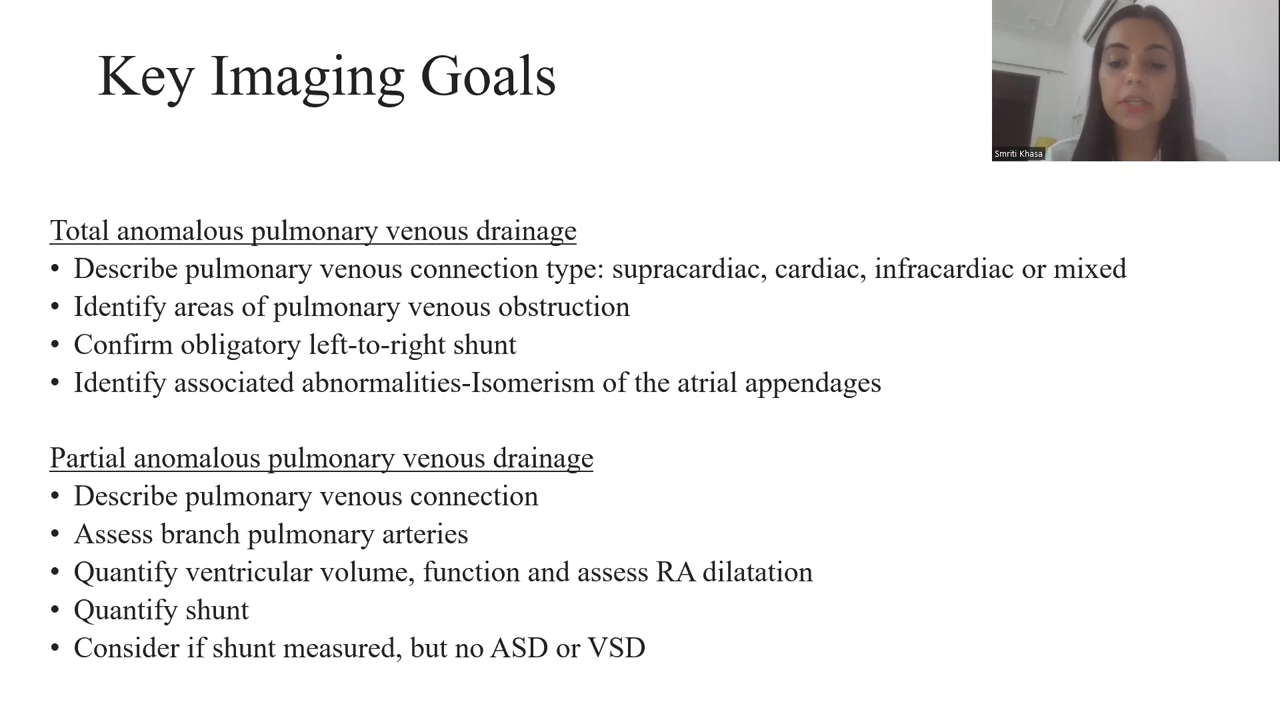 Key Imaging Goals
Smriti Khasa
Total anomalous pulmonary venous drainage
• Describe pulmonary venous connection type: supracardiac, cardiac, infracardiac or mixed
• Identify areas of pulmonary venous obstruction
• Confirm obligatory left-to-right shunt
• Identify associated abnormalities-Isomerism of the atrial appendages
Partial anomalous pulmonary venous drainage
• Describe pulmonary venous connection
• Assess branch pulmonary arteries
• Quantify ventricular volume, function and assess RA dilatation
• Quantify shunt
• Consider if shunt measured, but no ASD or VSD